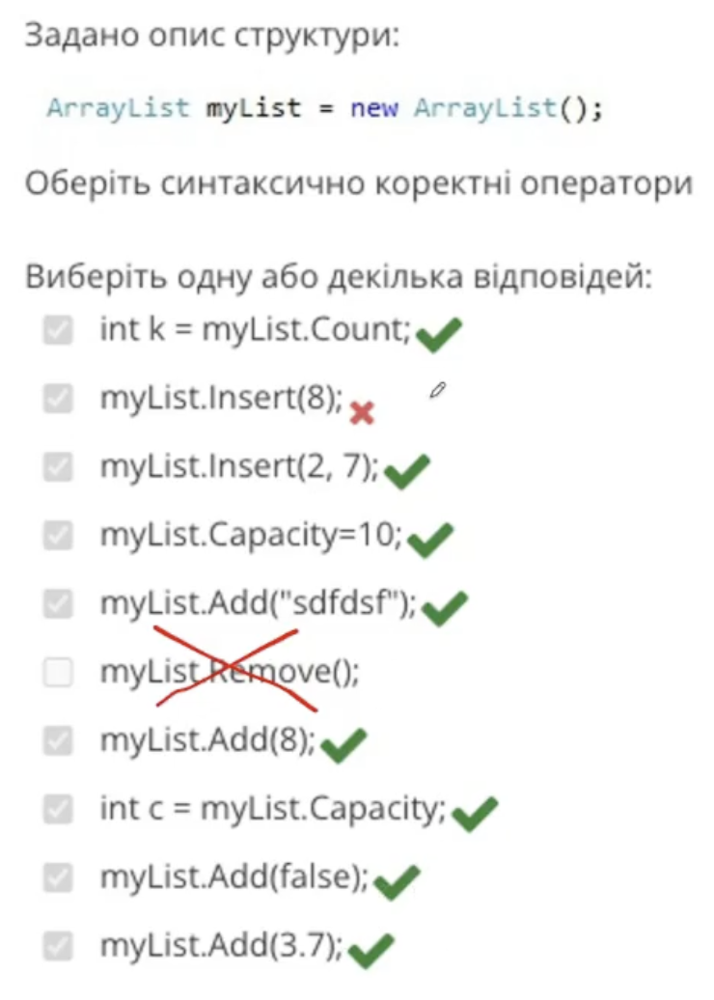 Задано опис структури:
ArrayList myList = new ArrayList();
Оберіть синтаксично коректні оператори
Виберіть одну або декілька відповідей:
int k = myList.Count;
myList.Insert(8);
myList.Insert(2, 7);
myList.Capacity=10;
myList.Add("sdfdsf");
myList.Remove();
myList.Add(8);
int c = myList.Capacity;
myList.Add(false);
myList.Add(3.7);